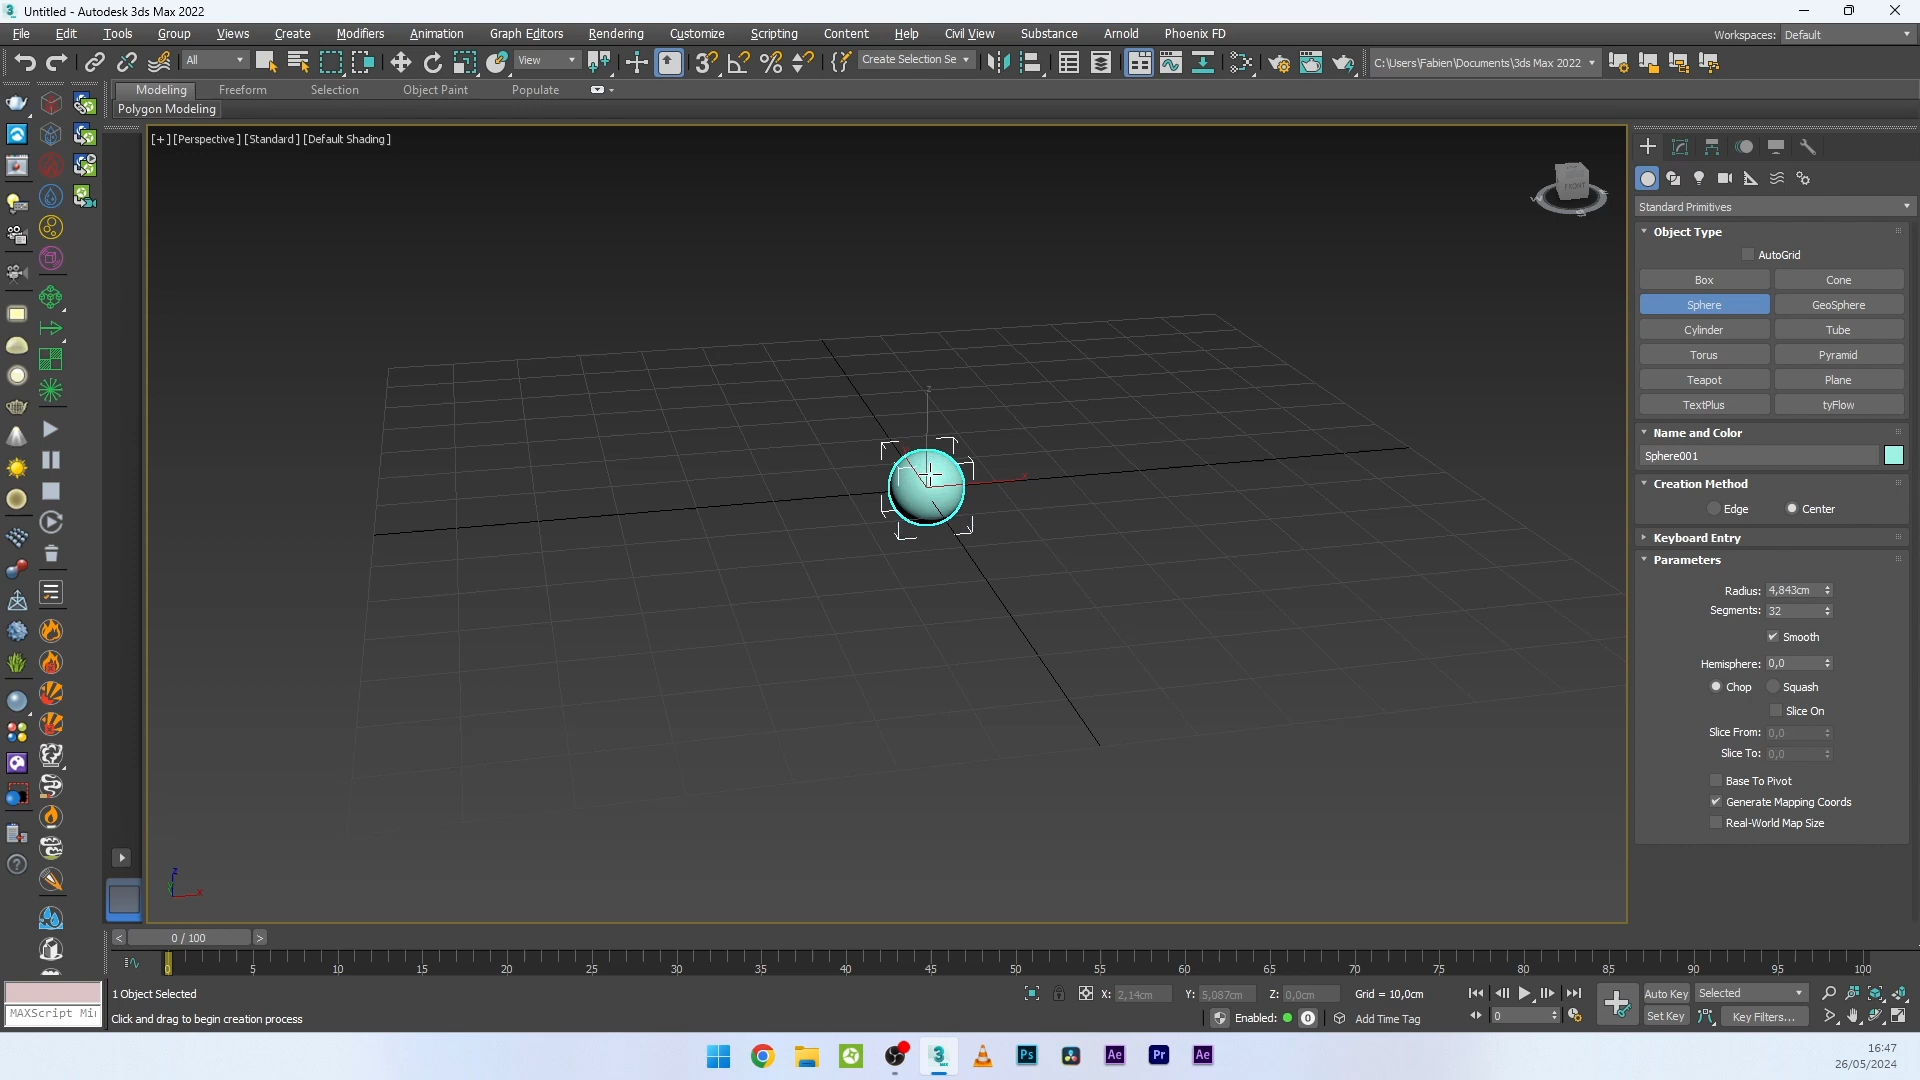 Untitled - Autodesk 3ds Max 2022
File Edit Tools Group Views Create Modifiers Animation Graph Editors Rendering Customize Scripting Content Help Civil View Substance Arnold Phoenix FD Workspaces: Default
All View Create Selection Se C:\Users\Fabien\Documents\3ds Max 2022
Modeling Freeform Selection Object Paint Populate
Polygon Modeling
[+] [Perspective] [Standard] [Default Shading]
FRONT
Standard Primitives
Object Type
AutoGrid
Box Cone
Sphere GeoSphere
Cylinder Tube
Torus Pyramid
Teapot Plane
TextPlus tyFlow
Name and Color
Sphere001
Creation Method
Edge Center
Keyboard Entry
Parameters
Radius: 4,843cm
Segments: 32
Smooth
Hemisphere: 0,0
Chop Squash
Slice On
Slice From: 0,0
Slice To: 0,0
Base To Pivot
Generate Mapping Coords
Real-World Map Size
z
x
z
x
0 / 100
0 5 10 15 20 25 30 35 40 45 50 55 60 65 70 75 80 85 90 95 100
1 Object Selected X: 2,14cm Y: 5,087cm Z: 0,0cm Grid = 10,0cm Auto Key Selected
MAXScript Mi Click and drag to begin creation process Enabled: 0 Add Time Tag 0 Set Key Key Filters...
3 Ps Ae Pr Ae
16:47
26/05/2024